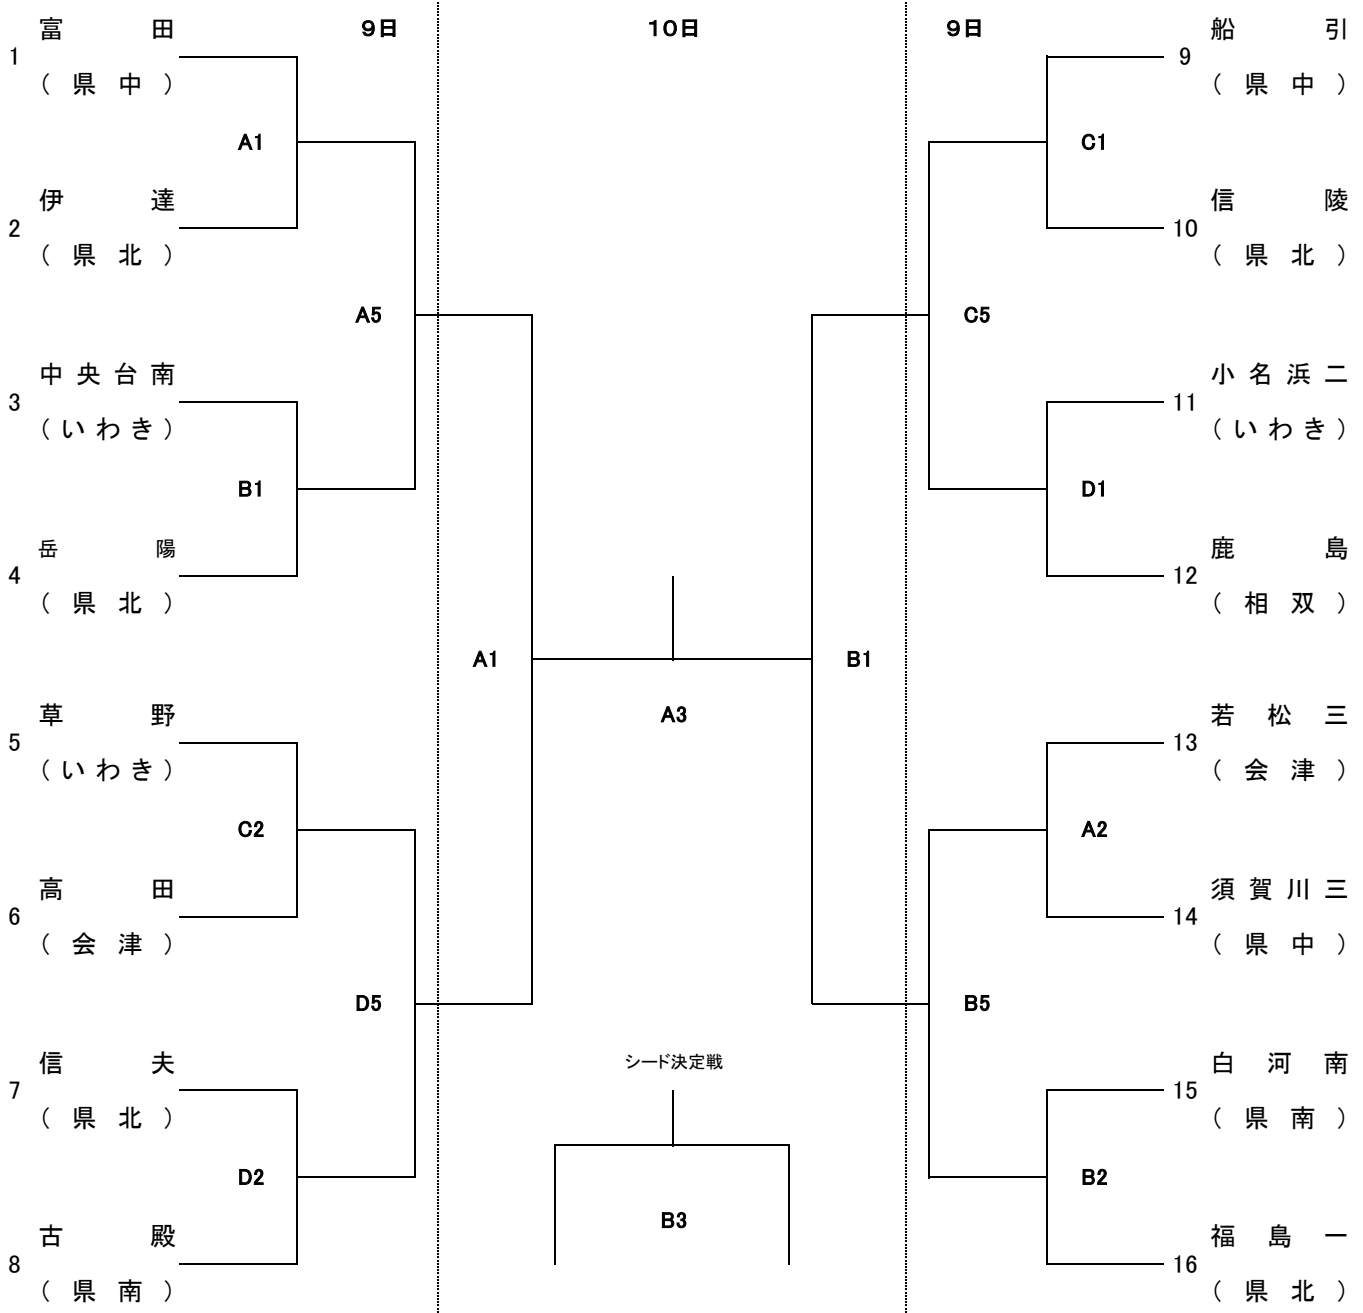 ９日 １０日 ９日
富田
1
（県中）
A1
伊達
2
（県北）
A5
中央台南
3
（いわき）
B1
岳陽
4
（県北）
A1
草野
5
（いわき）
C2
高田
6
（会津）
D5
信夫
7
（県北）
D2
古殿
8
（県南）
A3
シード決定戦
B3
船引
9
（県中）
C1
信陵
10
（県北）
C5
小名浜二
11
（いわき）
D1
鹿島
12
（相双）
B1
若松三
13
（会津）
A2
須賀川三
14
（県中）
B5
白河南
15
（県南）
B2
福島一
16
（県北）